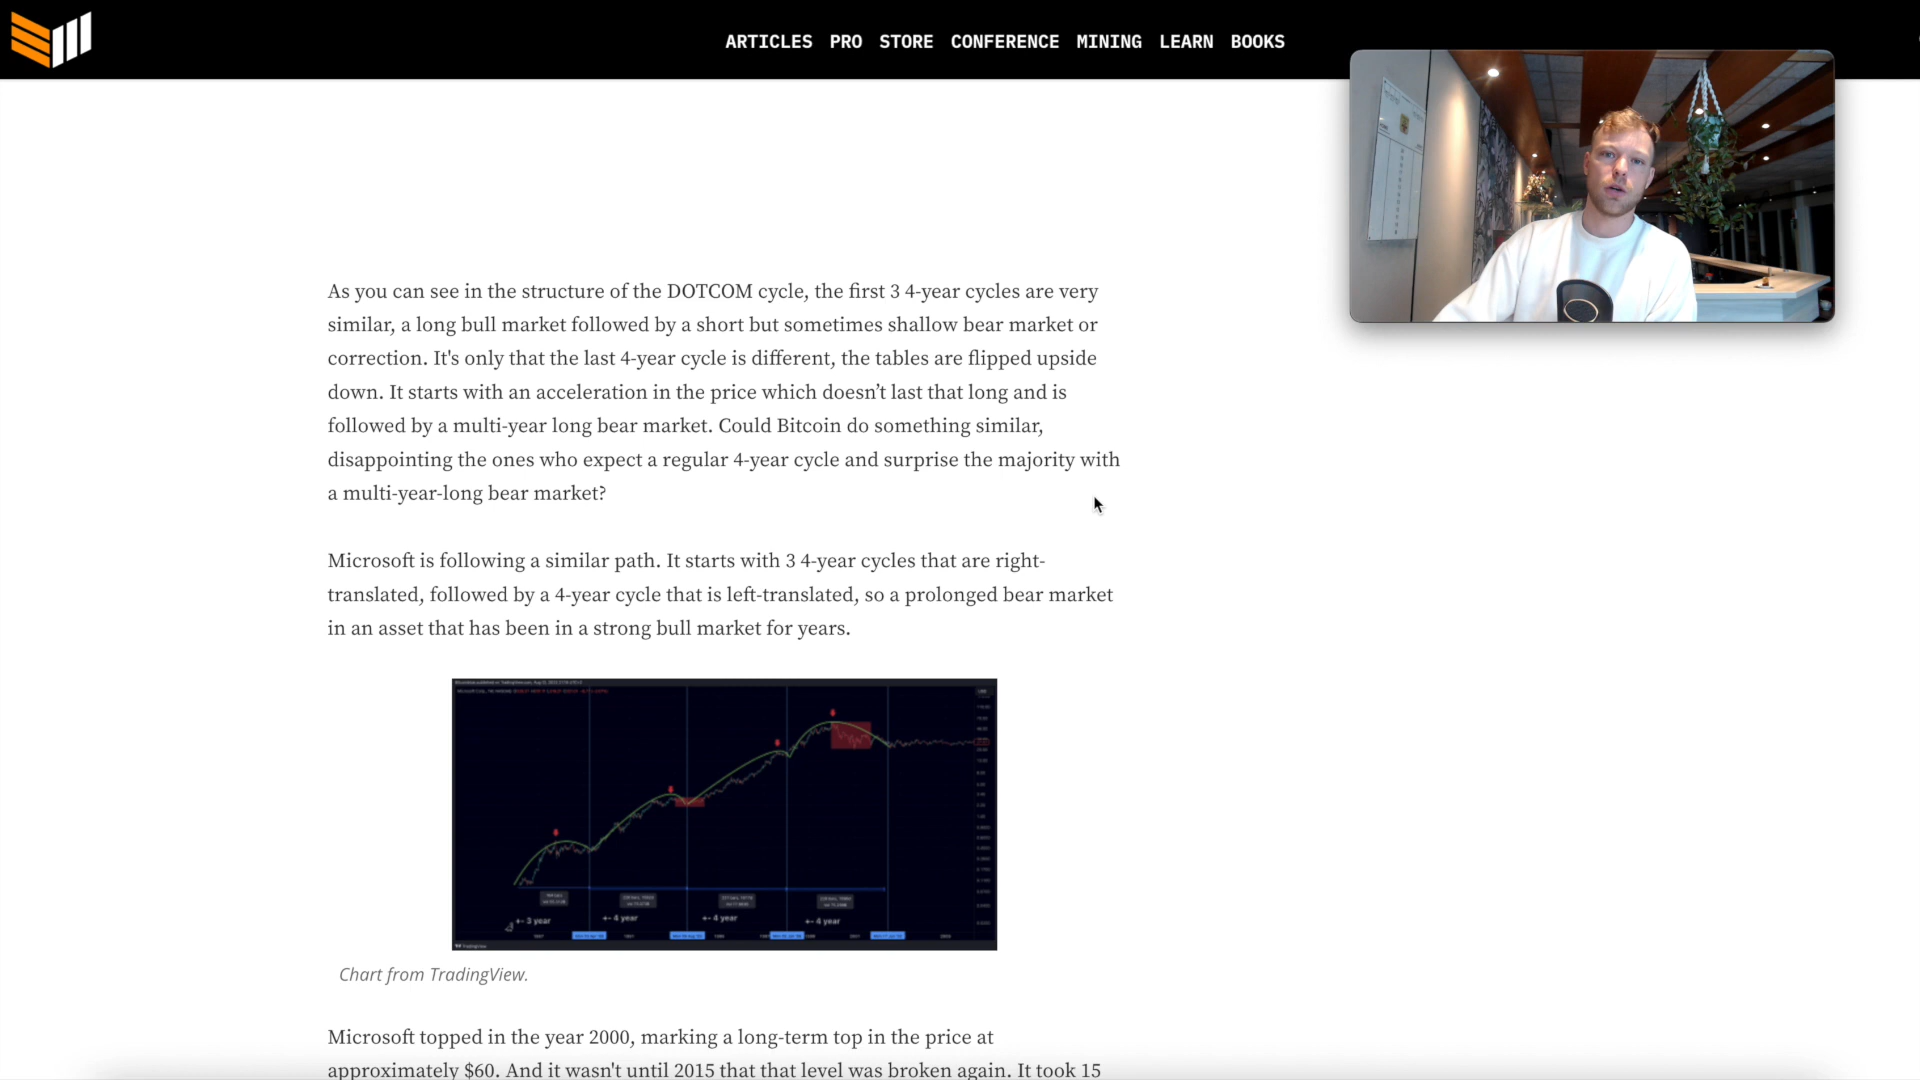 ARTICLES PRO STORE CONFERENCE MINING LEARN BOOKS
As you can see in the structure of the DOTCOM cycle, the first 3 4-year cycles are very
similar, a long bull market followed by a short but sometimes shallow bear market or
correction. It's only that the last 4-year cycle is different, the tables are flipped upside
down. It starts with an acceleration in the price which doesn’t last that long and is
followed by a multi-year long bear market. Could Bitcoin do something similar,
disappointing the ones who expect a regular 4-year cycle and surprise the majority with
a multi-year-long bear market?
Microsoft is following a similar path. It starts with 3 4-year cycles that are right-
translated, followed by a 4-year cycle that is left-translated, so a prolonged bear market
in an asset that has been in a strong bull market for years.
+- 3 year
+- 4 year
+- 4 year
+- 4 year
TradingView
Chart from TradingView.
Microsoft topped in the year 2000, marking a long-term top in the price at
approximately $60. And it wasn't until 2015 that that level was broken again. It took 15